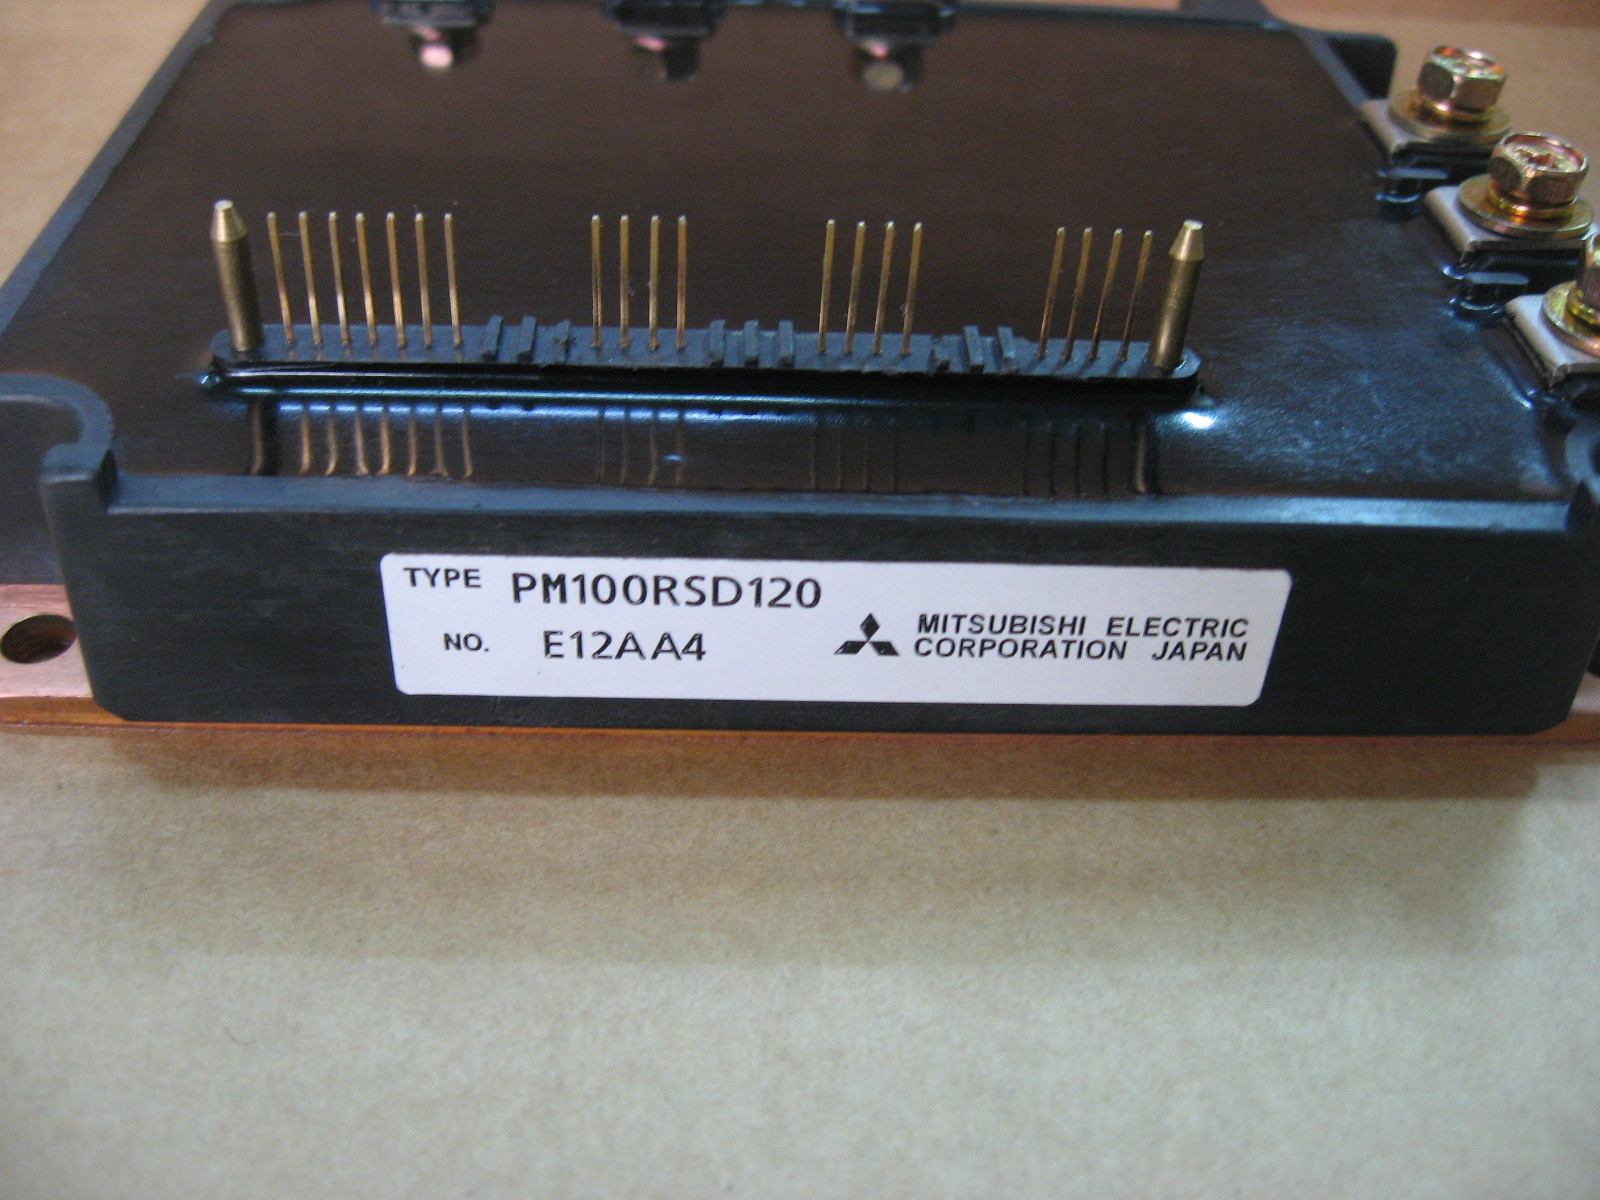 TYPE PM100RSD120
NO. E12AA4
MITSUBISHI ELECTRIC
CORPORATION JAPAN